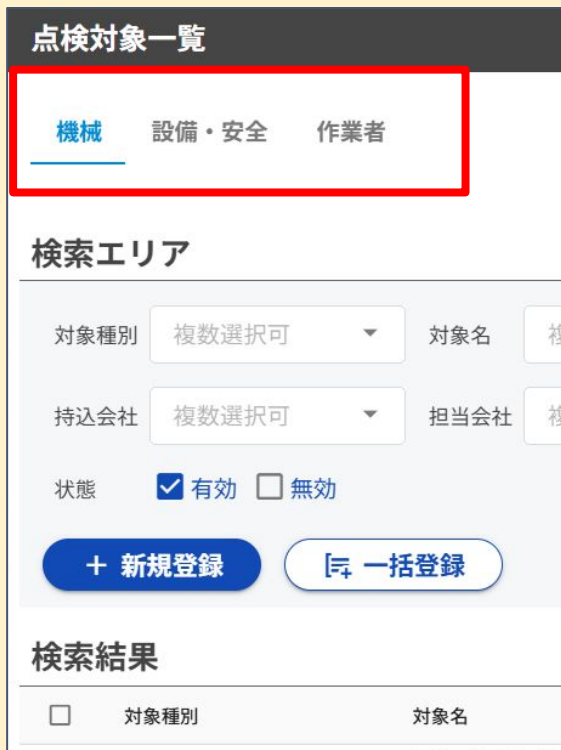 点検対象一覧
機械 設備・安全 作業者
検索エリア
対象種別 複数選択可 対象名
持込会社 複数選択可 担当会社
状態 有効 無効
+ 新規登録 一括登録
検索結果
対象種別 対象名